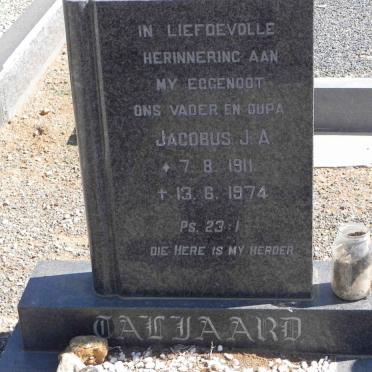 IN LIEFDEVOLLE
HERINNERING AAN
MY EGGENOOT
ONS VADER EN OUPA
JACOBUS J. A
✶ 7. 8. 1911
✝ 13. 6. 1974
PS. 23:1
DIE HERE IS MY HERDER
TALJAARD